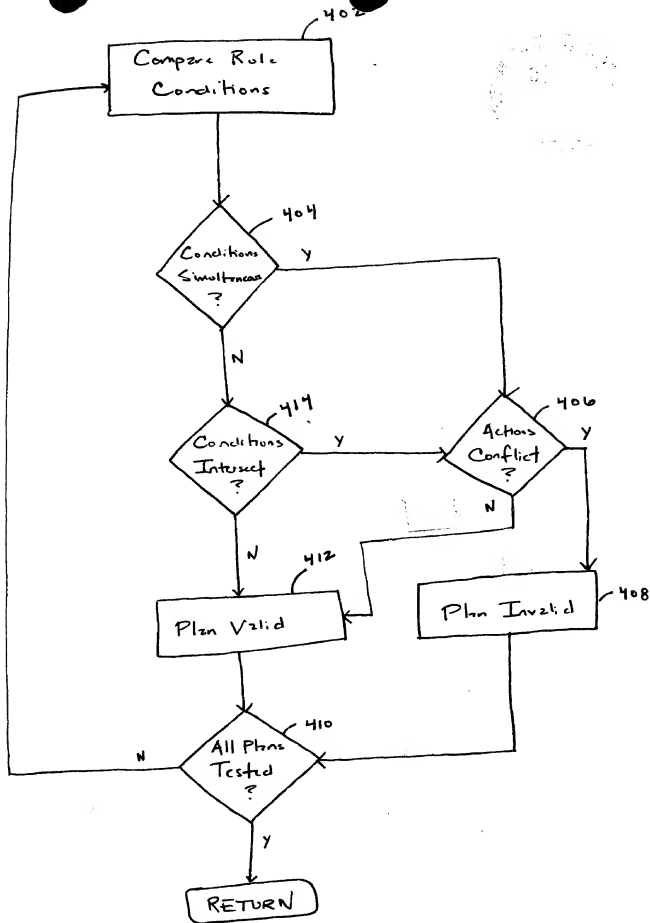 402
Compare Rule
Conditions
404
Conditions
Simultneous
?
Y
N
414
Conditions
Intersect
?
Y
N
406
Actions
Conflict
?
Y
N
412
Plan Valid
408
Plan Invalid
410
All Plans
Tested
?
N
Y
RETURN